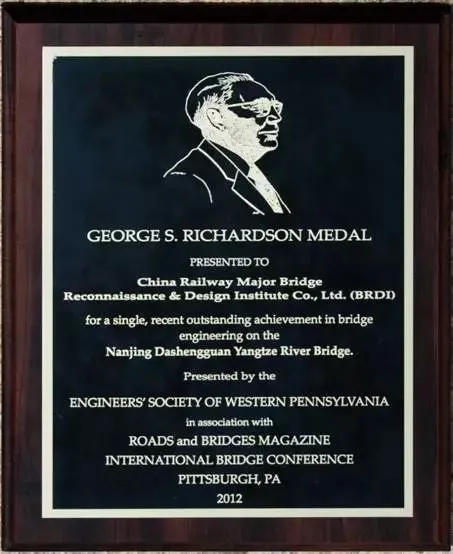 GEORGE S. RICHARDSON MEDAL
PRESENTED TO
China Railway Major Bridge
Reconnaissance & Design Institute Co., Ltd. (BRDI)
for a single, recent outstanding achievement in bridge
engineering on the
Nanjing Dashengguan Yangtze River Bridge.
Presented by the
ENGINEERS' SOCIETY OF WESTERN PENNSYLVANIA
in association with
ROADS and BRIDGES MAGAZINE
INTERNATIONAL BRIDGE CONFERENCE
PITTSBURGH, PA
2012